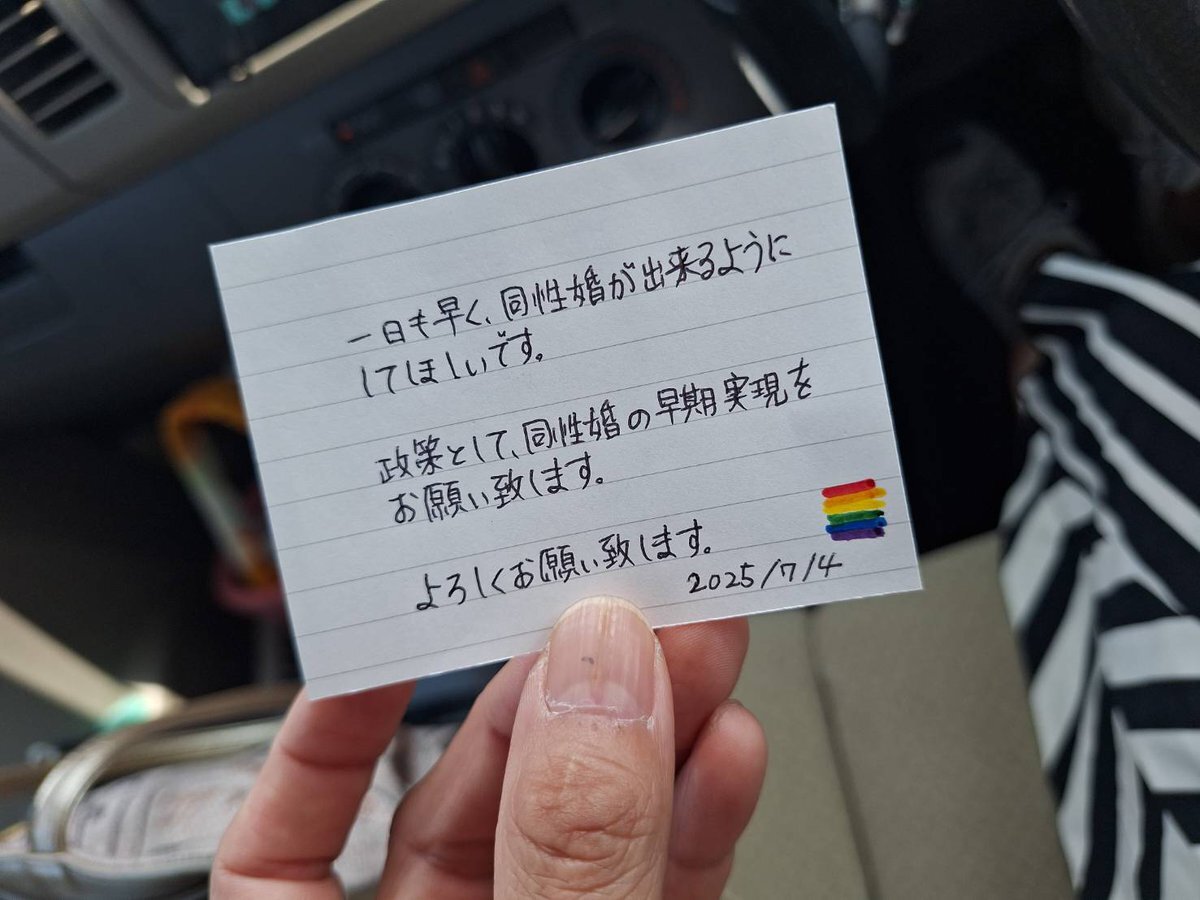 一日も早く、同性婚が出来るように
してほしいです。
政策として、同性婚の早期実現を
お願い致します。
よろしくお願い致します。
2025/7/4